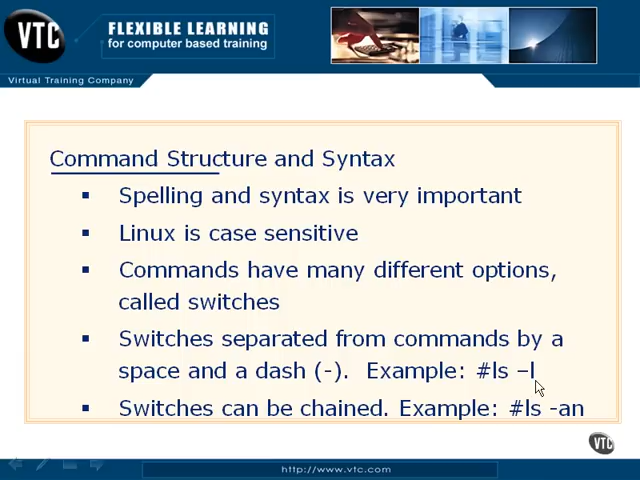 VTC
FLEXIBLE LEARNING
for computer based training
Virtual Training Company
Command Structure and Syntax
▪ Spelling and syntax is very important
▪ Linux is case sensitive
▪ Commands have many different options,
called switches
▪ Switches separated from commands by a
space and a dash (-). Example: #ls –l
▪ Switches can be chained. Example: #ls -an
VTC
http://www.vtc.com